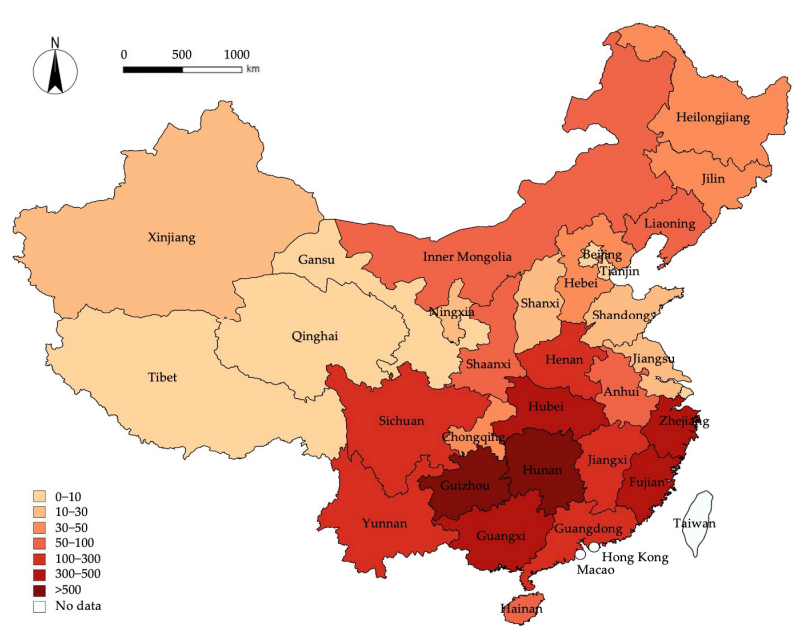 N
0 500 1000
km
Heilongjiang
Jilin
Liaoning
Xinjiang
Gansu
Inner Mongolia
Beijing
Tianjin
Hebei
Ningxia
Shanxi
Shandong
Qinghai
Tibet
Shaanxi
Henan
Jiangsu
Anhui
Sichuan
Hubei
Chongqing
Zhejiang
Guizhou
Hunan
Jiangxi
Fujian
Yunnan
Guangxi
Guangdong
Taiwan
Hong Kong
Macao
Hainan
0–10
10–30
30–50
50–100
100–300
300–500
>500
No data